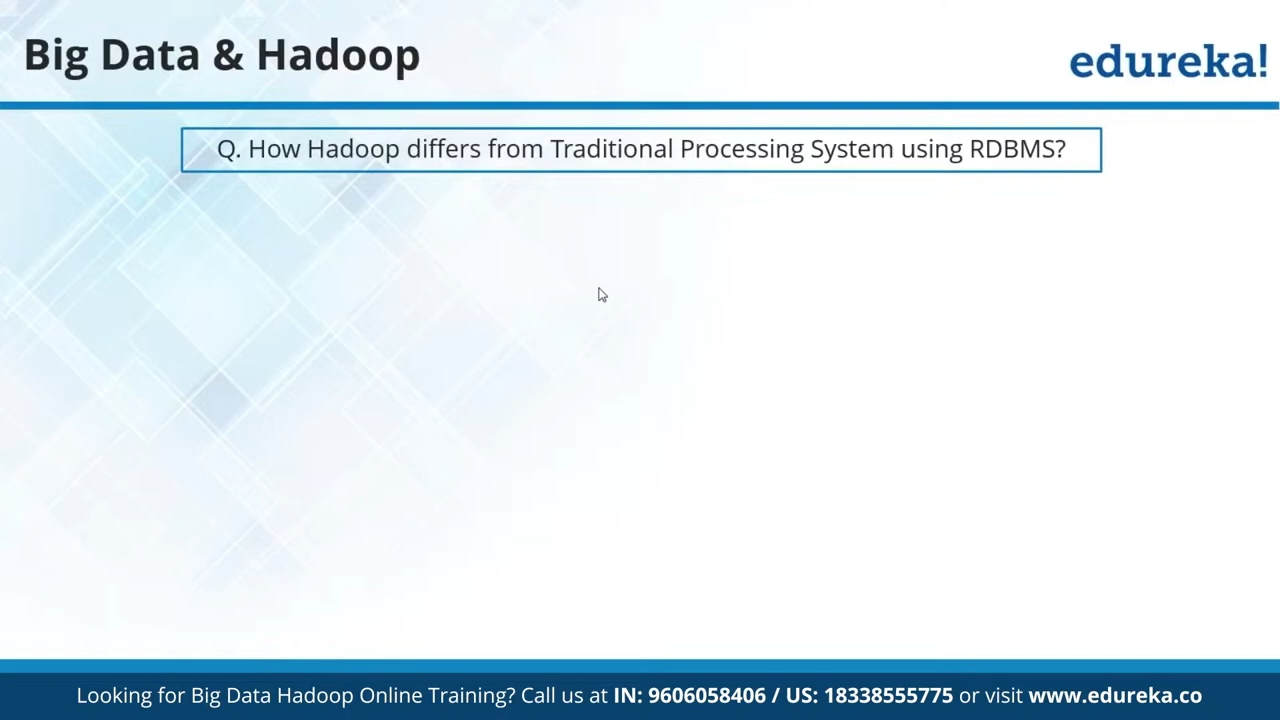 Big Data & Hadoop
edureka!
Q. How Hadoop differs from Traditional Processing System using RDBMS?
Looking for Big Data Hadoop Online Training? Call us at IN: 9606058406 / US: 18338555775 or visit www.edureka.co